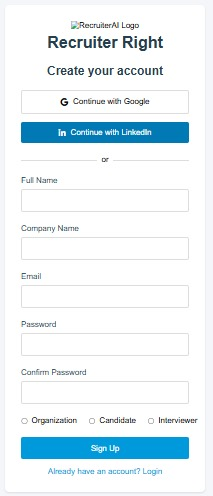 RecruiterAI Logo
Recruiter Right
Create your account
G Continue with Google
in Continue with LinkedIn
or
Full Name
Company Name
Email
Password
Confirm Password
Organization Candidate Interviewer
Sign Up
Already have an account? Login